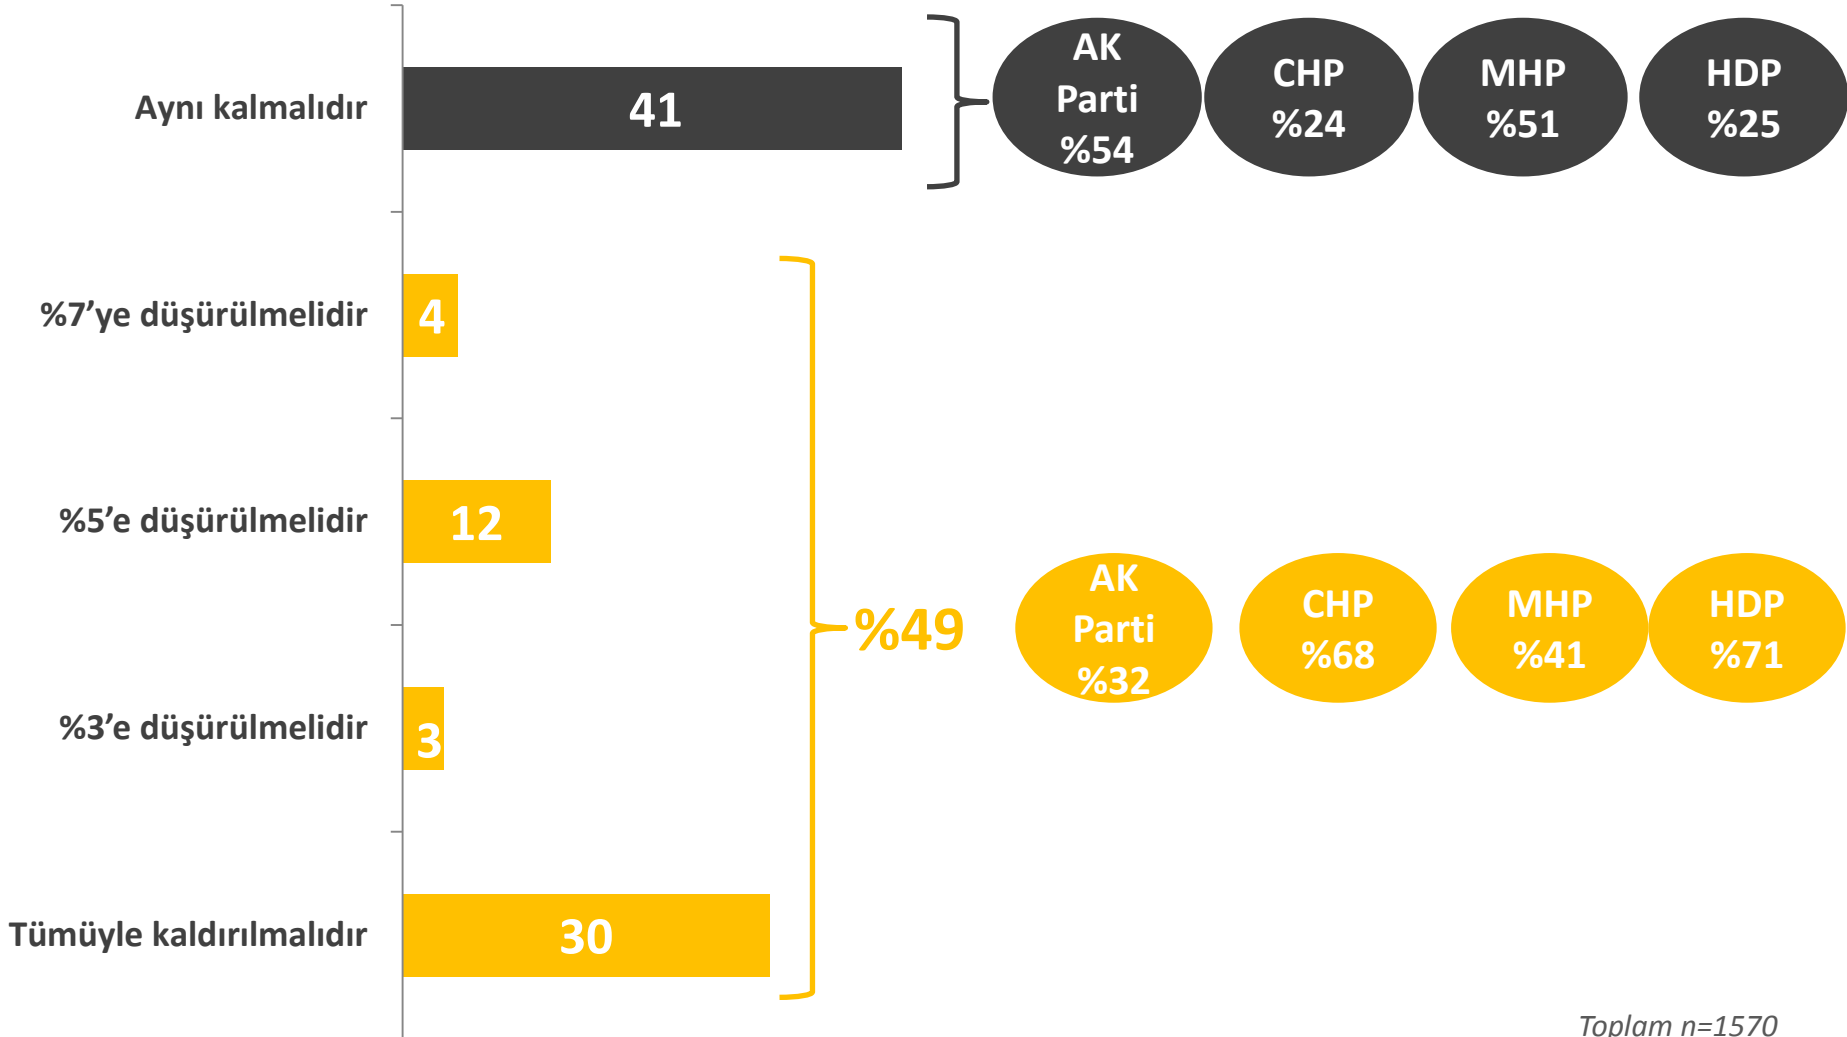 Aynı kalmalıdır
41
AK
Parti
%54
CHP
%24
MHP
%51
HDP
%25
%7’ye düşürülmelidir
4
%5’e düşürülmelidir
12
%49
AK
Parti
%32
CHP
%68
MHP
%41
HDP
%71
%3’e düşürülmelidir
3
Tümüyle kaldırılmalıdır
30
Toplam n=1570